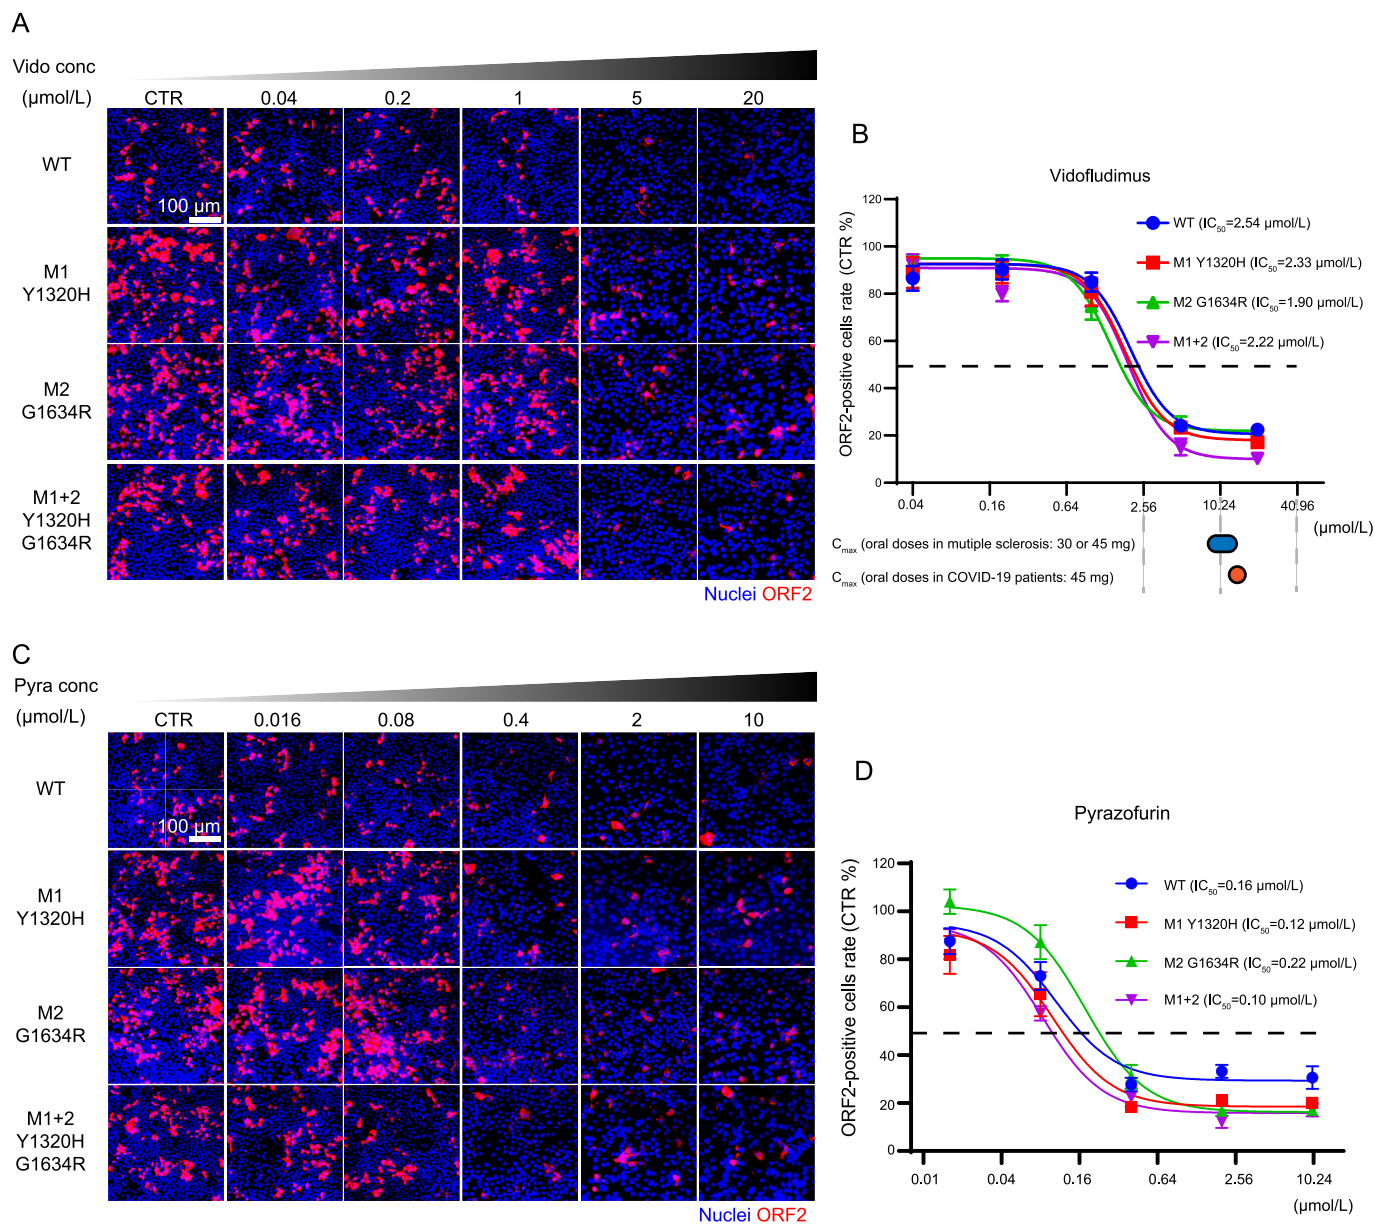 A
Vido conc
(μmol/L)
CTR 0.04 0.2 1 5 20
WT
100 μm
M1
Y1320H
M2
G1634R
M1+2
Y1320H
G1634R
Nuclei ORF2
B
Vidofludimus
ORF2-positive cells rate (CTR %)
120
100
80
60
40
20
0
WT (IC50=2.54 μmol/L)
M1 Y1320H (IC50=2.33 μmol/L)
M2 G1634R (IC50=1.90 μmol/L)
M1+2 (IC50=2.22 μmol/L)
0.04 0.16 0.64 2.56 10.24 40.96
(μmol/L)
Cmax (oral doses in mutiple sclerosis: 30 or 45 mg)
Cmax (oral doses in COVID-19 patients: 45 mg)
C
Pyra conc
(μmol/L)
CTR 0.016 0.08 0.4 2 10
WT
100 μm
M1
Y1320H
M2
G1634R
M1+2
Y1320H
G1634R
Nuclei ORF2
D
Pyrazofurin
ORF2-positive cells rate (CTR %)
120
100
80
60
40
20
0
WT (IC50=0.16 μmol/L)
M1 Y1320H (IC50=0.12 μmol/L)
M2 G1634R (IC50=0.22 μmol/L)
M1+2 (IC50=0.10 μmol/L)
0.01 0.04 0.16 0.64 2.56 10.24
(μmol/L)